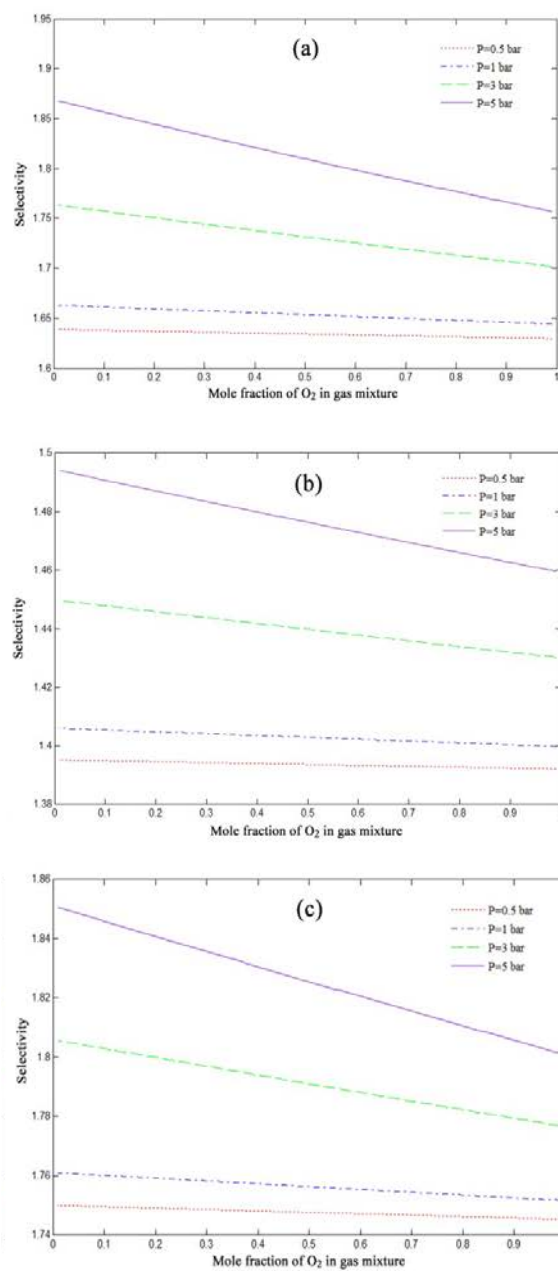 1.95
(a)
P=0.5 bar
P=1 bar
P=3 bar
P=5 bar
1.9
1.85
1.8
1.75
1.7
1.65
1.6
Selectivity
0 0.1 0.2 0.3 0.4 0.5 0.6 0.7 0.8 0.9 1
Mole fraction of O₂ in gas mixture
1.5
(b)
P=0.5 bar
P=1 bar
P=3 bar
P=5 bar
1.48
1.46
1.44
1.42
1.4
1.38
Selectivity
0 0.1 0.2 0.3 0.4 0.5 0.6 0.7 0.8 0.9
Mole fraction of O₂ in gas mixture
1.86
(c)
P=0.5 bar
P=1 bar
P=3 bar
P=5 bar
1.84
1.82
1.8
1.78
1.76
1.74
Selectivity
0 0.1 0.2 0.3 0.4 0.5 0.6 0.7 0.8 0.9
Mole fraction of O₂ in gas mixture